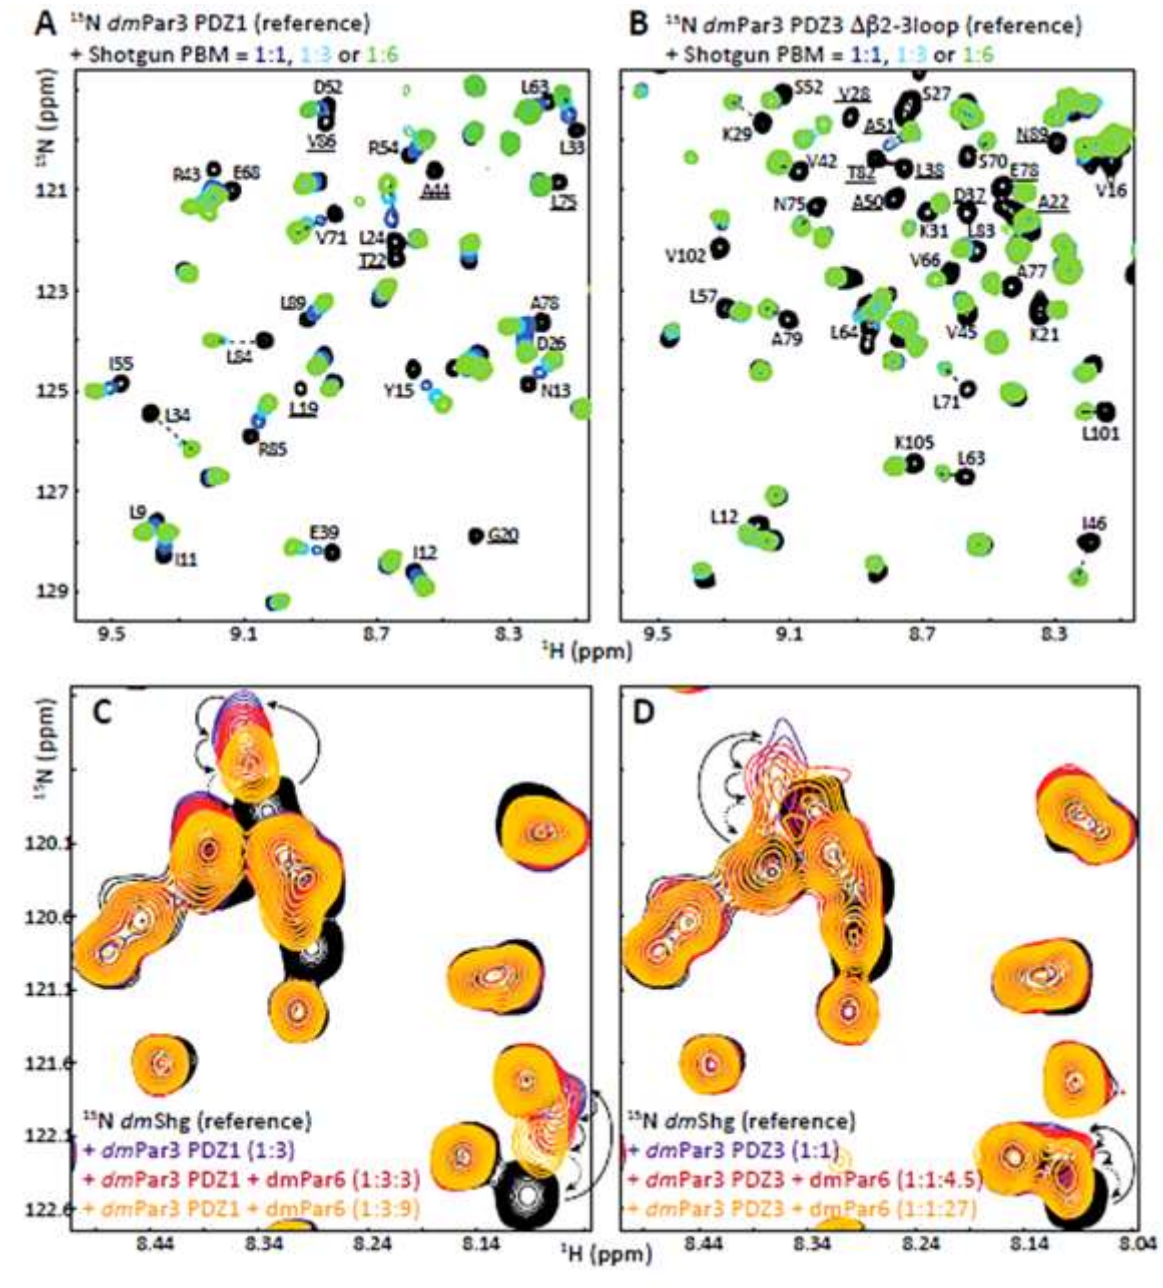 A ¹⁵N dmPar3 PDZ1 (reference)
+ Shotgun PBM = 1:1, 1:3 or 1:6
B ¹⁵N dmPar3 PDZ3 Δβ2-3loop (reference)
+ Shotgun PBM = 1:1, 1:3 or 1:6
¹⁵N (ppm)
121
123
125
127
129
D52
V86
L63
L33
R54
R43
E68
A44
L75
V71
L24
T22
L89
A78
D26
L84
I55
L19
Y15
N13
L34
R85
L9
I11
E39
G20
I12
9.5 9.1 8.7 8.3
S52
V28
S27
K29
A51
N89
V42
T82
L38
S70
E78
V16
N75
A50
D37
A22
K31
L83
V102
V66
A77
L57
A79
L64
V45
K21
L71
L101
K105
L63
L12
I46
9.5 9.1 8.7 8.3
¹H (ppm)
C
D
¹⁵N (ppm)
120.1
120.6
121.1
121.6
122.1
122.6
¹⁵N dmShg (reference)
+ dmPar3 PDZ1 (1:3)
+ dmPar3 PDZ1 + dmPar6 (1:3:3)
+ dmPar3 PDZ1 + dmPar6 (1:3:9)
¹⁵N dmShg (reference)
+ dmPar3 PDZ3 (1:1)
+ dmPar3 PDZ3 + dmPar6 (1:1:4.5)
+ dmPar3 PDZ3 + dmPar6 (1:1:27)
8.44 8.34 8.24 8.14
8.44 8.34 8.24 8.14 8.04
¹H (ppm)